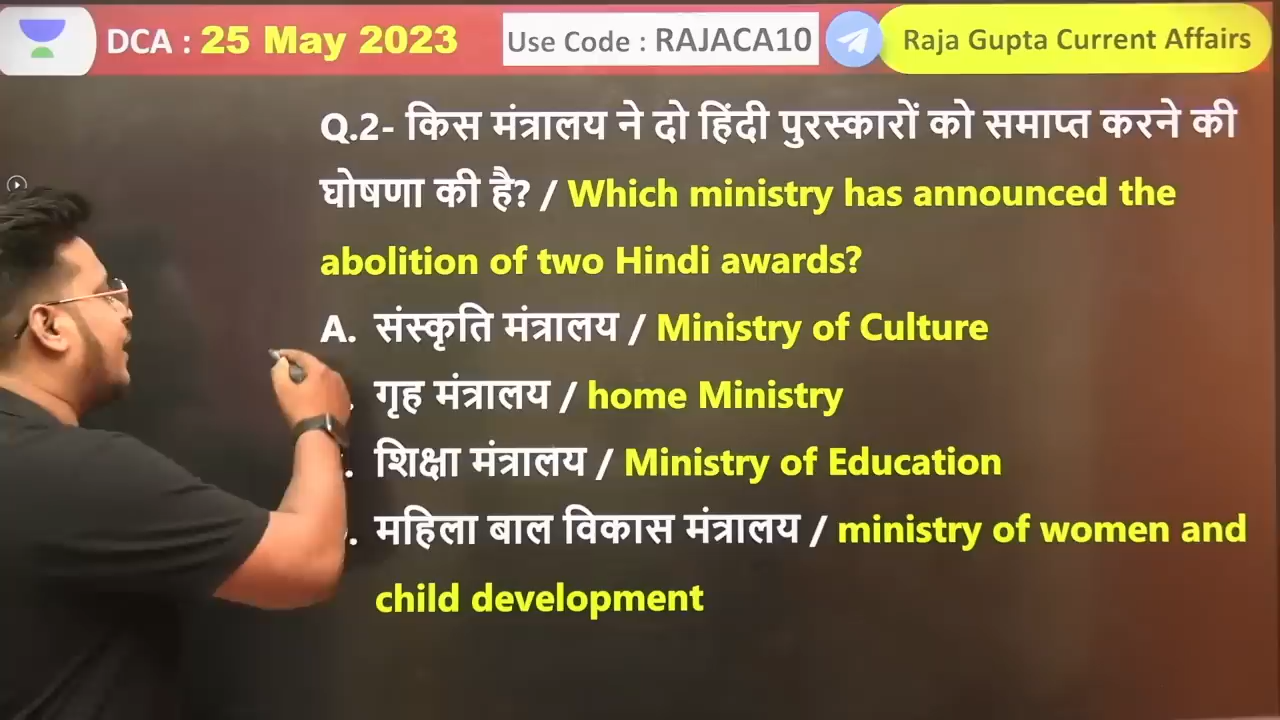 DCA : 25 May 2023
Use Code : RAJACA10
Raja Gupta Current Affairs
Q.2- किस मंत्रालय ने दो हिंदी पुरस्कारों को समाप्त करने की
घोषणा की है? / Which ministry has announced the
abolition of two Hindi awards?
A. संस्कृति मंत्रालय / Ministry of Culture
गृह मंत्रालय / home Ministry
शिक्षा मंत्रालय / Ministry of Education
महिला बाल विकास मंत्रालय / ministry of women and
child development